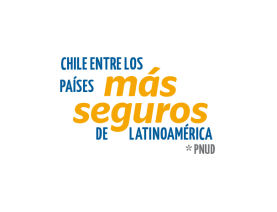 CHILE ENTRE LOS
PAÍSES más
seguros
DE LATINOAMÉRICA
* PNUD